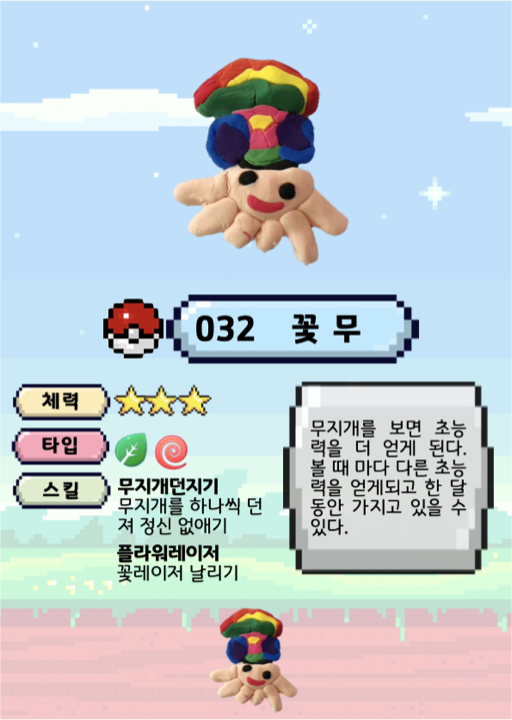 032 꽃 무
체력
타입
스킬
무지개던지기
무지개를 하나씩 던
져 정신 없애기
플라워레이저
꽃레이저 날리기
무지개를 보면 초능
력을 더 얻게 된다.
볼 때 마다 다른 초능
력을 얻게되고 한 달
동안 가지고 있을 수
있다.